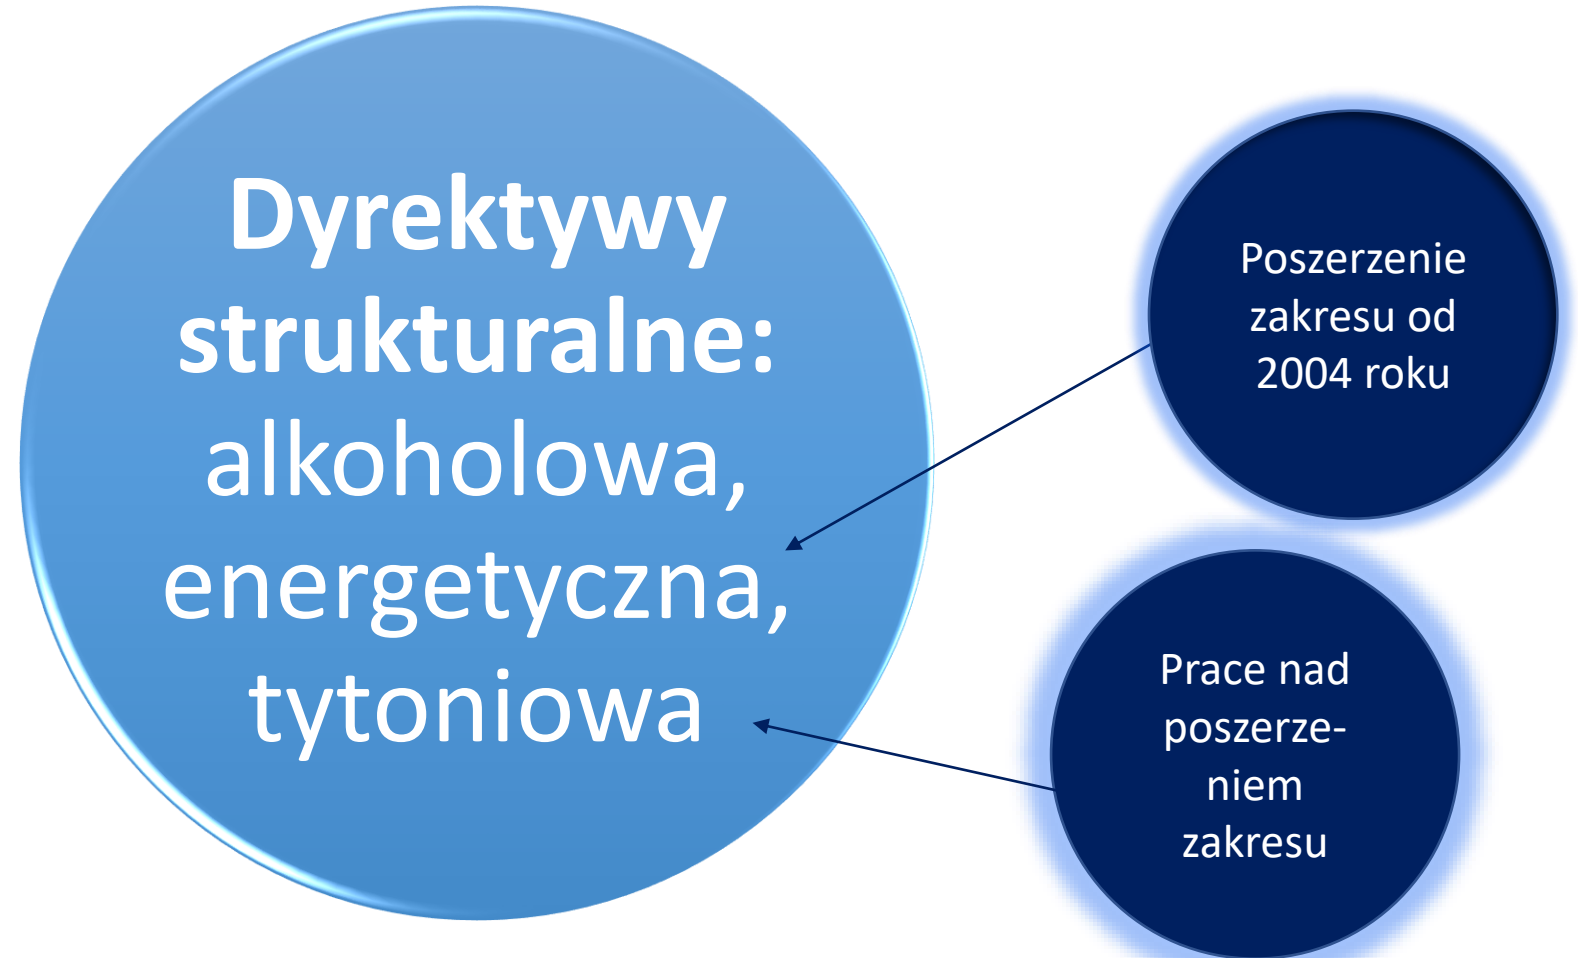 Dyrektywy
strukturalne:
alkoholowa,
energetyczna,
tytoniowa
Poszerzenie
zakresu od
2004 roku
Prace nad
poszerze-
niem
zakresu